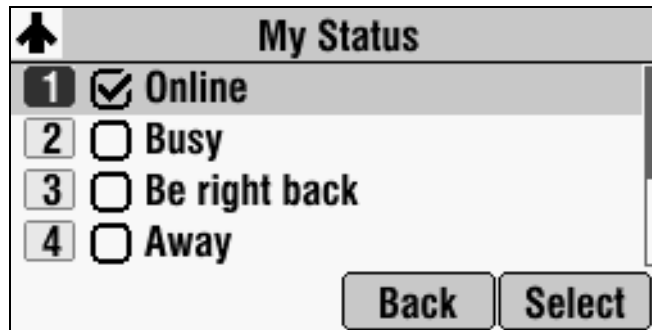 My Status
1 Online
2 Busy
3 Be right back
4 Away
Back Select